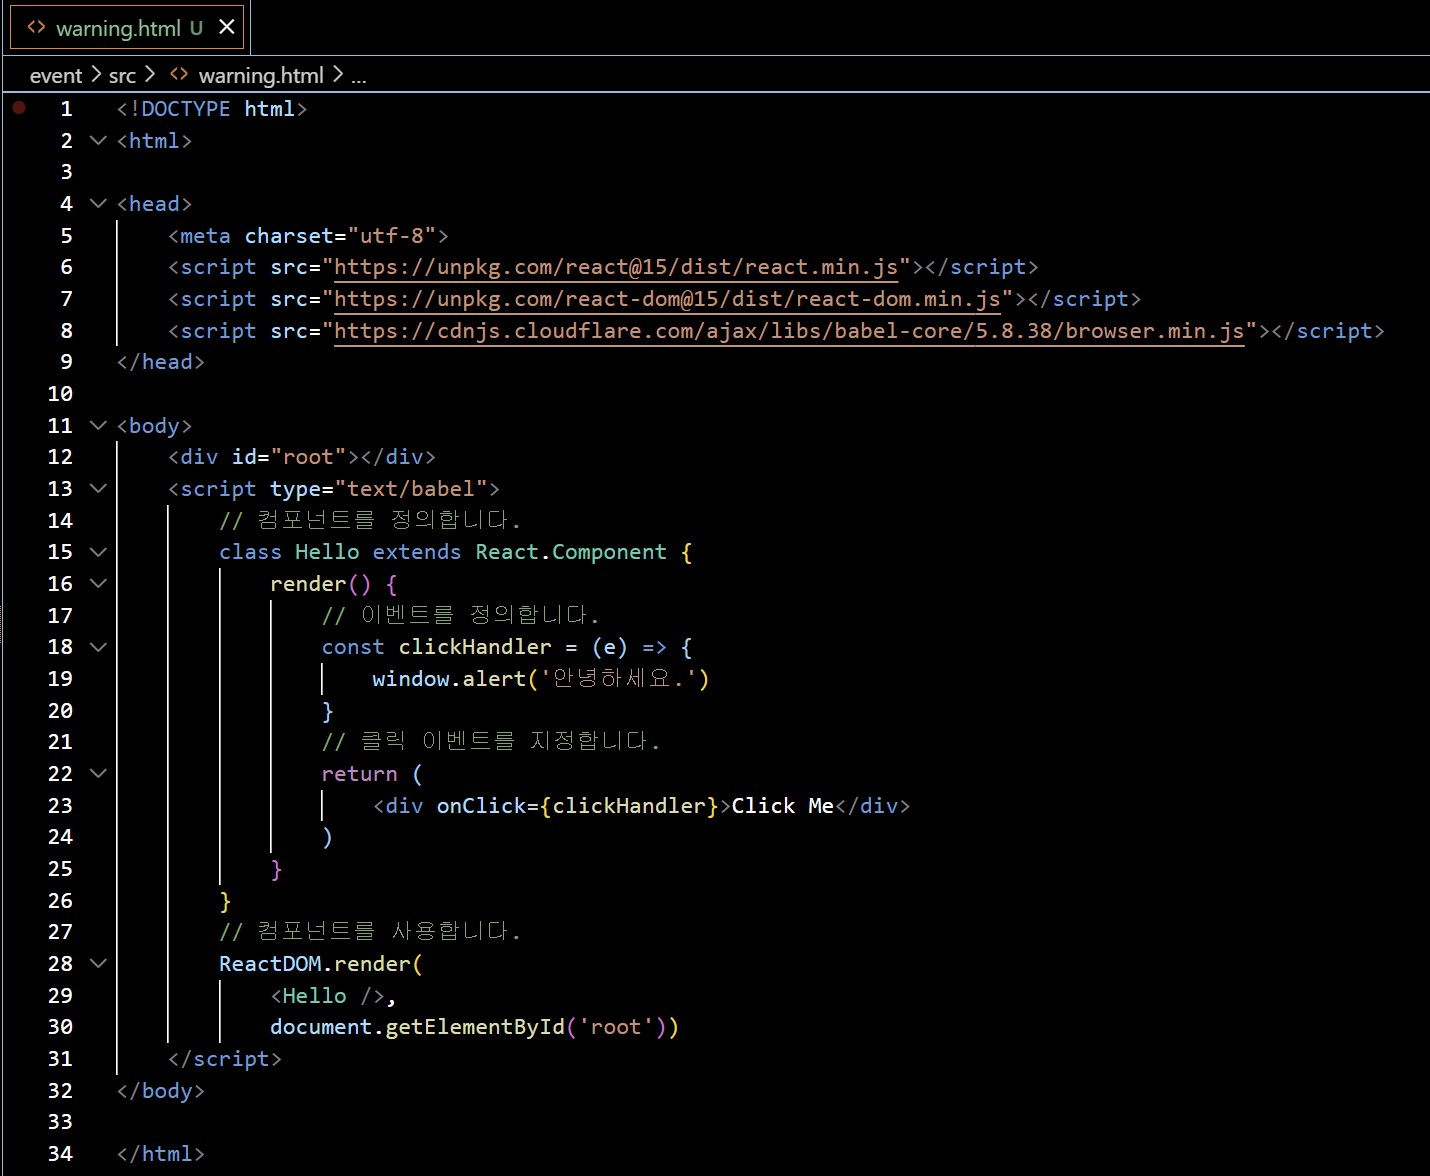 warning.html U
event > src > warning.html > ...
1 <!DOCTYPE html>
2 <html>
3
4 <head>
5     <meta charset="utf-8">
6     <script src="https://unpkg.com/react@15/dist/react.min.js"></script>
7     <script src="https://unpkg.com/react-dom@15/dist/react-dom.min.js"></script>
8     <script src="https://cdnjs.cloudflare.com/ajax/libs/babel-core/5.8.38/browser.min.js"></script>
9 </head>
10
11 <body>
12     <div id="root"></div>
13     <script type="text/babel">
14         // 컴포넌트를 정의합니다.
15         class Hello extends React.Component {
16             render() {
17                 // 이벤트를 정의합니다.
18                 const clickHandler = (e) => {
19                     window.alert('안녕하세요.')
20                 }
21                 // 클릭 이벤트를 지정합니다.
22                 return (
23                     <div onClick={clickHandler}>Click Me</div>
24                 )
25             }
26         }
27         // 컴포넌트를 사용합니다.
28         ReactDOM.render(
29             <Hello />,
30             document.getElementById('root'))
31     </script>
32 </body>
33
34 </html>